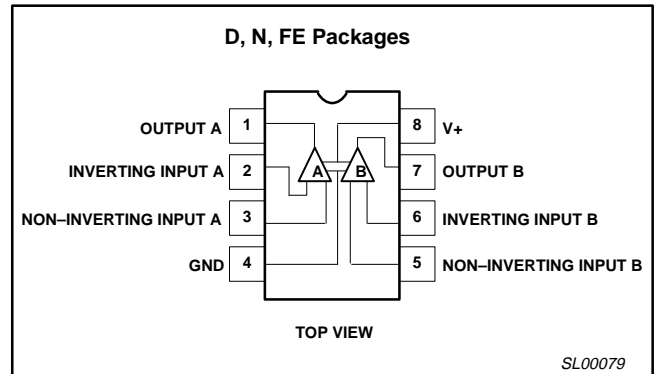 D, N, FE Packages
OUTPUT A 1
8 V+
INVERTING INPUT A 2
7 OUTPUT B
A B
NON–INVERTING INPUT A 3
6 INVERTING INPUT B
GND 4
5 NON–INVERTING INPUT B
TOP VIEW
SL00079